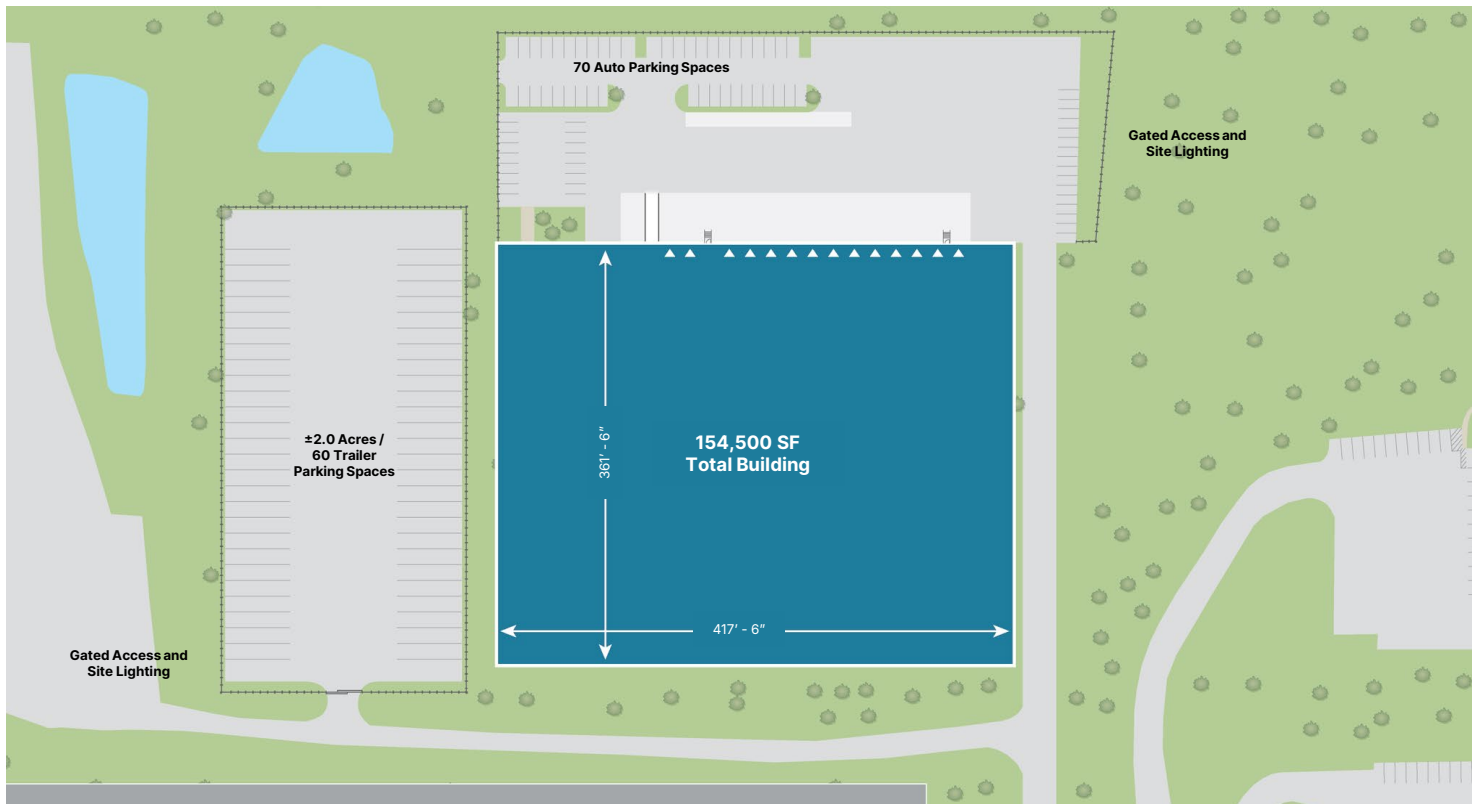 70 Auto Parking Spaces
Gated Access and
Site Lighting
±2.0 Acres /
60 Trailer
Parking Spaces
361' - 6"
154,500 SF
Total Building
417' - 6"
Gated Access and
Site Lighting